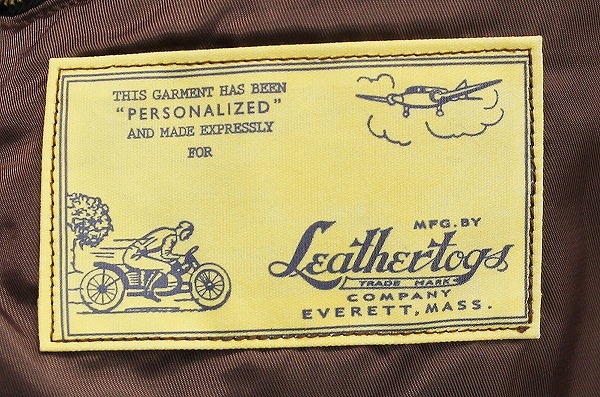 THIS GARMENT HAS BEEN
"PERSONALIZED"
AND MADE EXPRESSLY
FOR
MFG. BY
Leathertogs
TRADE MARK
COMPANY
EVERETT, MASS.